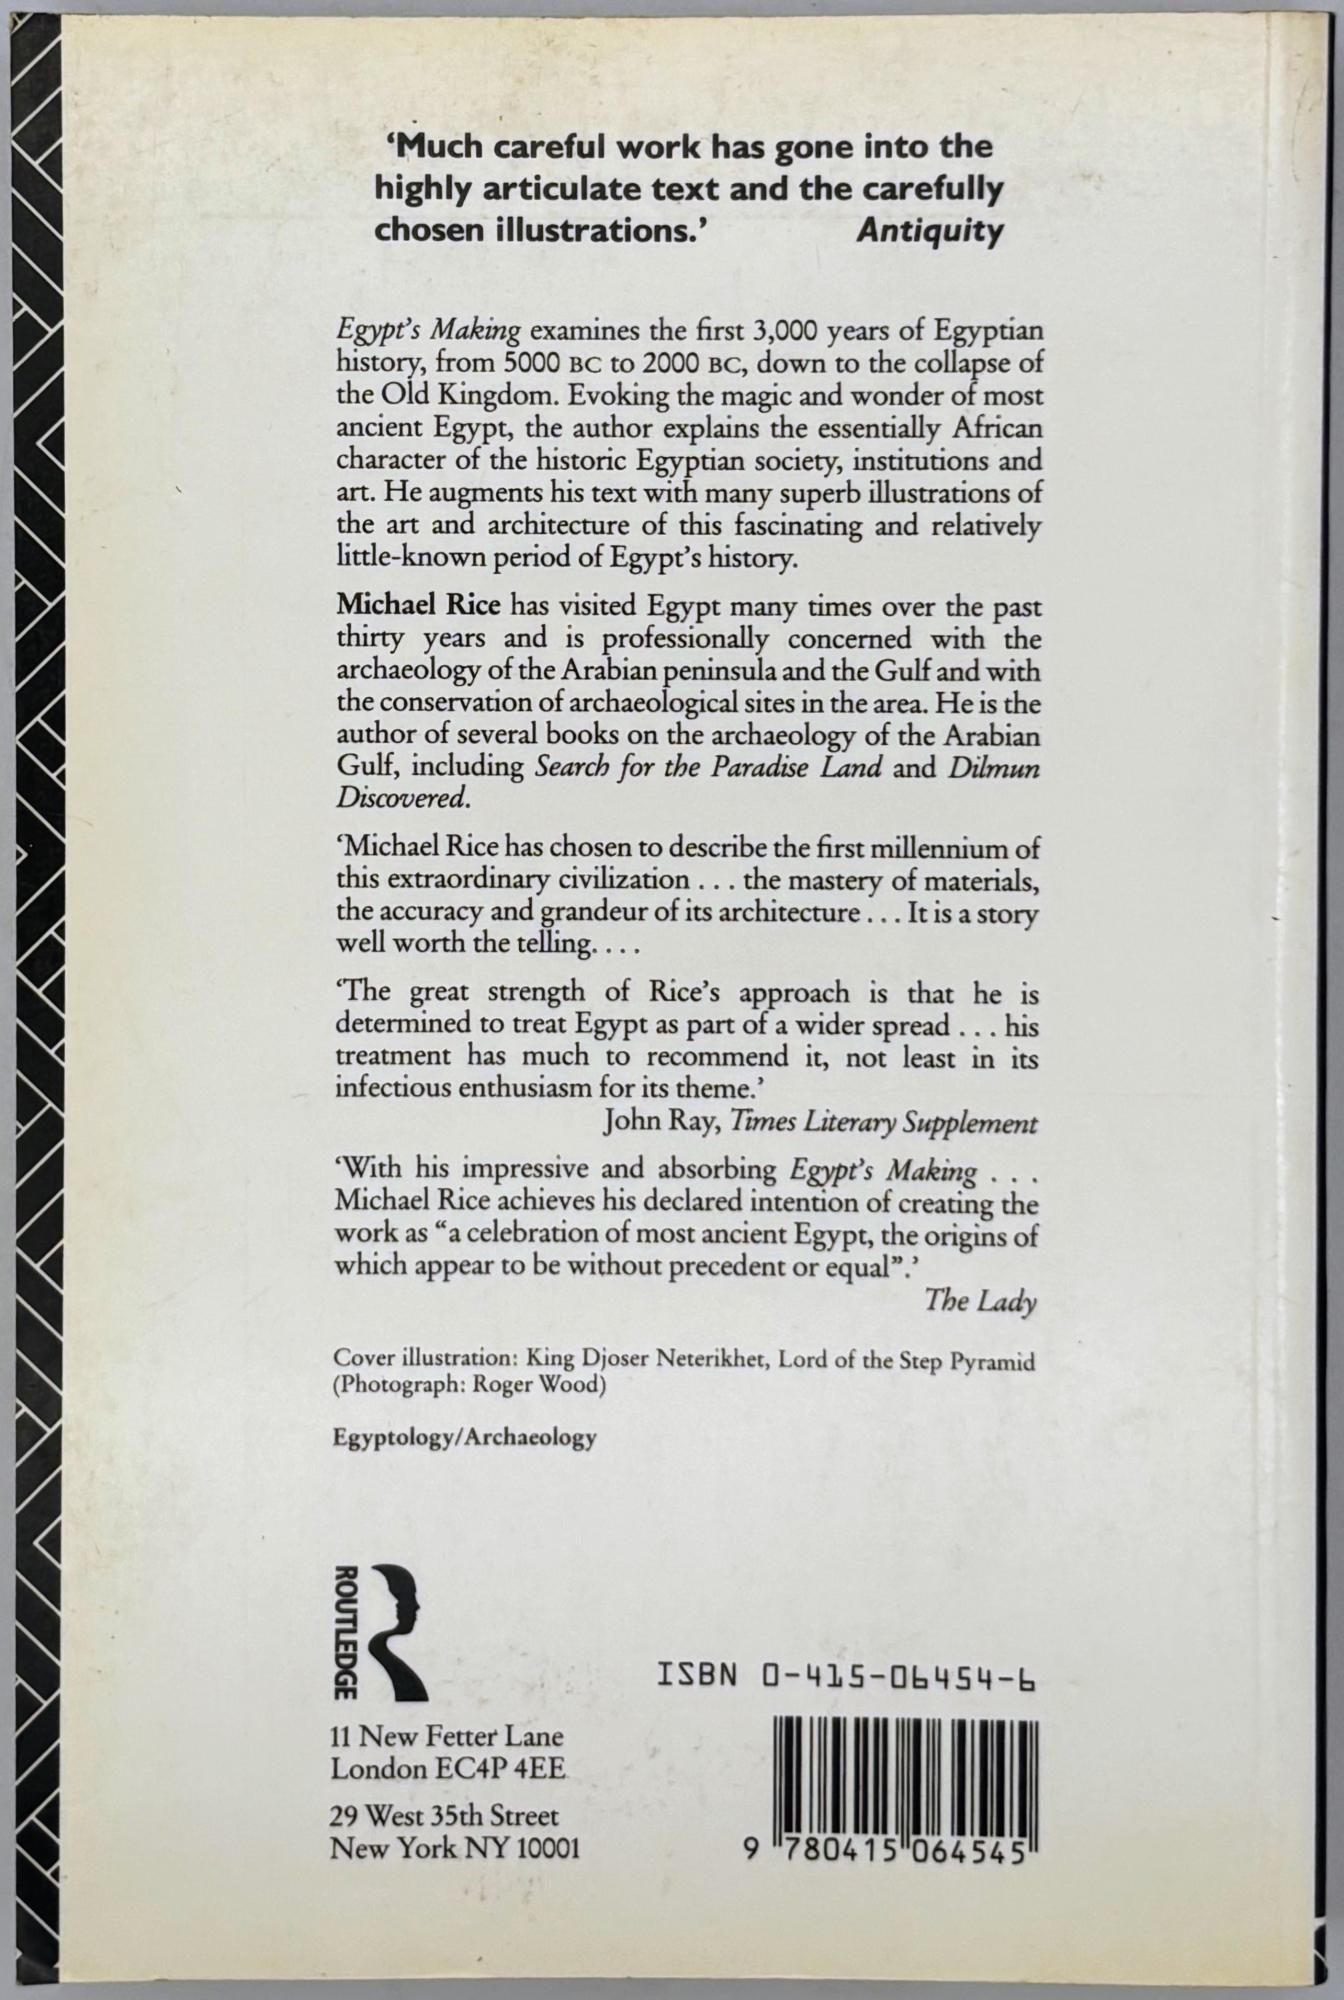 ‘Much careful work has gone into the
highly articulate text and the carefully
chosen illustrations.’ Antiquity
Egypt’s Making examines the first 3,000 years of Egyptian
history, from 5000 BC to 2000 BC, down to the collapse of
the Old Kingdom. Evoking the magic and wonder of most
ancient Egypt, the author explains the essentially African
character of the historic Egyptian society, institutions and
art. He augments his text with many superb illustrations of
the art and architecture of this fascinating and relatively
little-known period of Egypt’s history.
Michael Rice has visited Egypt many times over the past
thirty years and is professionally concerned with the
archaeology of the Arabian peninsula and the Gulf and with
the conservation of archaeological sites in the area. He is the
author of several books on the archaeology of the Arabian
Gulf, including Search for the Paradise Land and Dilmun
Discovered.
‘Michael Rice has chosen to describe the first millennium of
this extraordinary civilization . . . the mastery of materials,
the accuracy and grandeur of its architecture . . . It is a story
well worth the telling. . . .
‘The great strength of Rice’s approach is that he is
determined to treat Egypt as part of a wider spread . . . his
treatment has much to recommend it, not least in its
infectious enthusiasm for its theme.’
John Ray, Times Literary Supplement
‘With his impressive and absorbing Egypt’s Making . . .
Michael Rice achieves his declared intention of creating the
work as “a celebration of most ancient Egypt, the origins of
which appear to be without precedent or equal”.’
The Lady
Cover illustration: King Djoser Neterikhet, Lord of the Step Pyramid
(Photograph: Roger Wood)
Egyptology/Archaeology
ROUTLEDGE
11 New Fetter Lane
London EC4P 4EE
29 West 35th Street
New York NY 10001
ISBN 0-415-06454-6
9 780415 064545